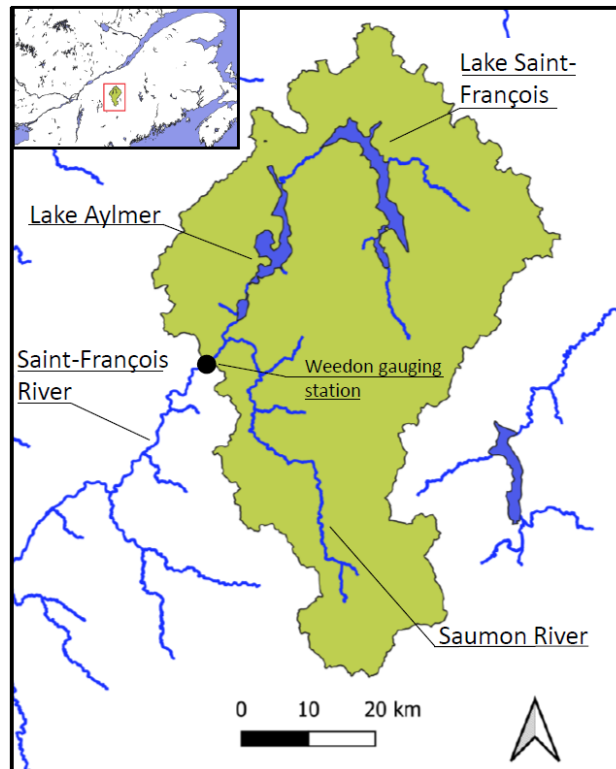 Lake Saint-
François
Lake Aylmer
Saint-François
River
Weedon gauging
station
Saumon River
0 10 20 km